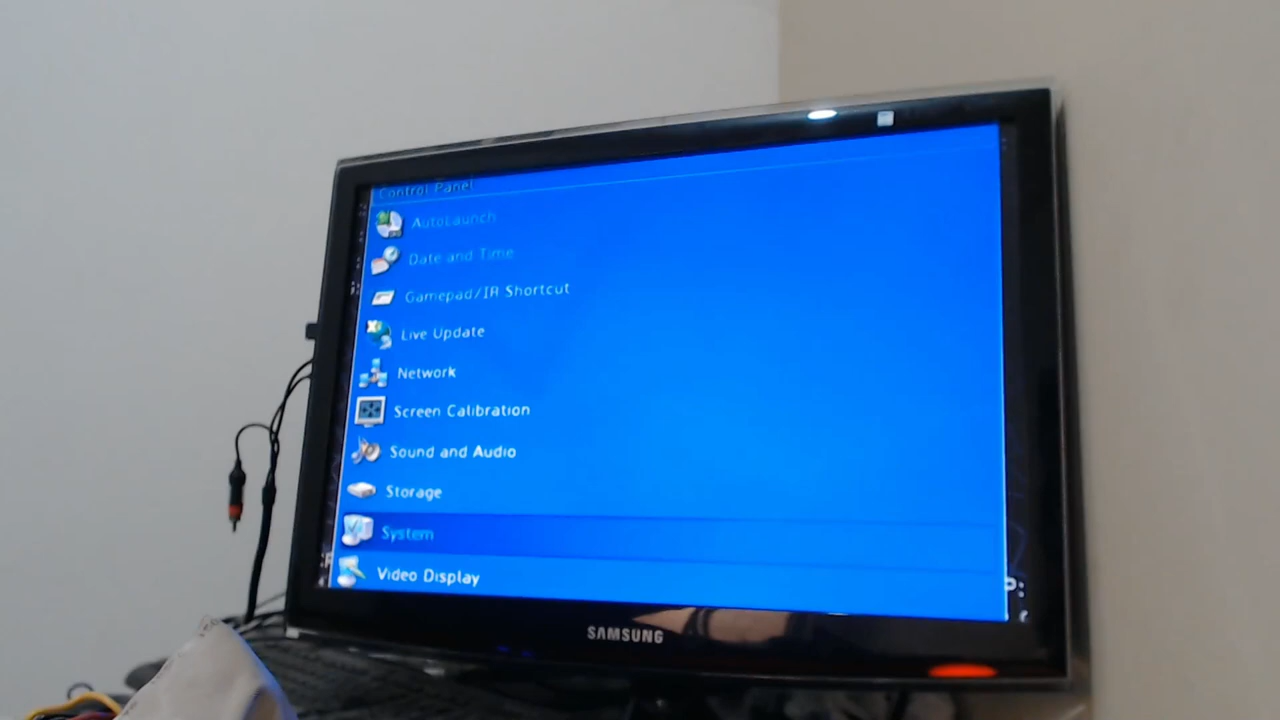 Control Panel
AutoLaunch
Date and Time
Gamepad/IR Shortcut
Live Update
Network
Screen Calibration
Sound and Audio
Storage
System
Video Display
SAMSUNG